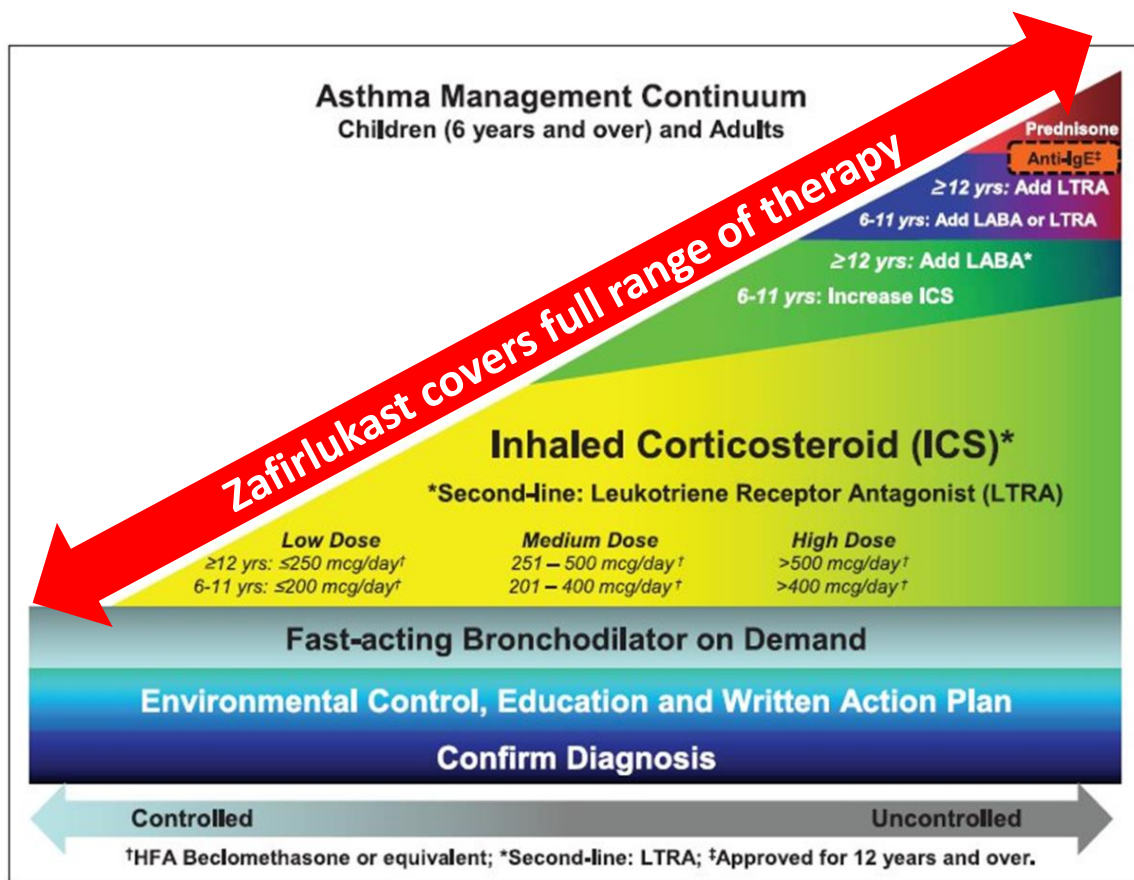 Asthma Management Continuum
Children (6 years and over) and Adults
Zafirlukast covers full range of therapy
Prednisone
Anti-IgE‡
≥12 yrs: Add LTRA
6-11 yrs: Add LABA or LTRA
≥12 yrs: Add LABA*
6-11 yrs: Increase ICS
Inhaled Corticosteroid (ICS)*
*Second-line: Leukotriene Receptor Antagonist (LTRA)
Low Dose Medium Dose High Dose
≥12 yrs: ≤250 mcg/day† 251 – 500 mcg/day† >500 mcg/day†
6-11 yrs: ≤200 mcg/day† 201 – 400 mcg/day† >400 mcg/day†
Fast-acting Bronchodilator on Demand
Environmental Control, Education and Written Action Plan
Confirm Diagnosis
Controlled Uncontrolled
†HFA Beclomethasone or equivalent; *Second-line: LTRA; ‡Approved for 12 years and over.